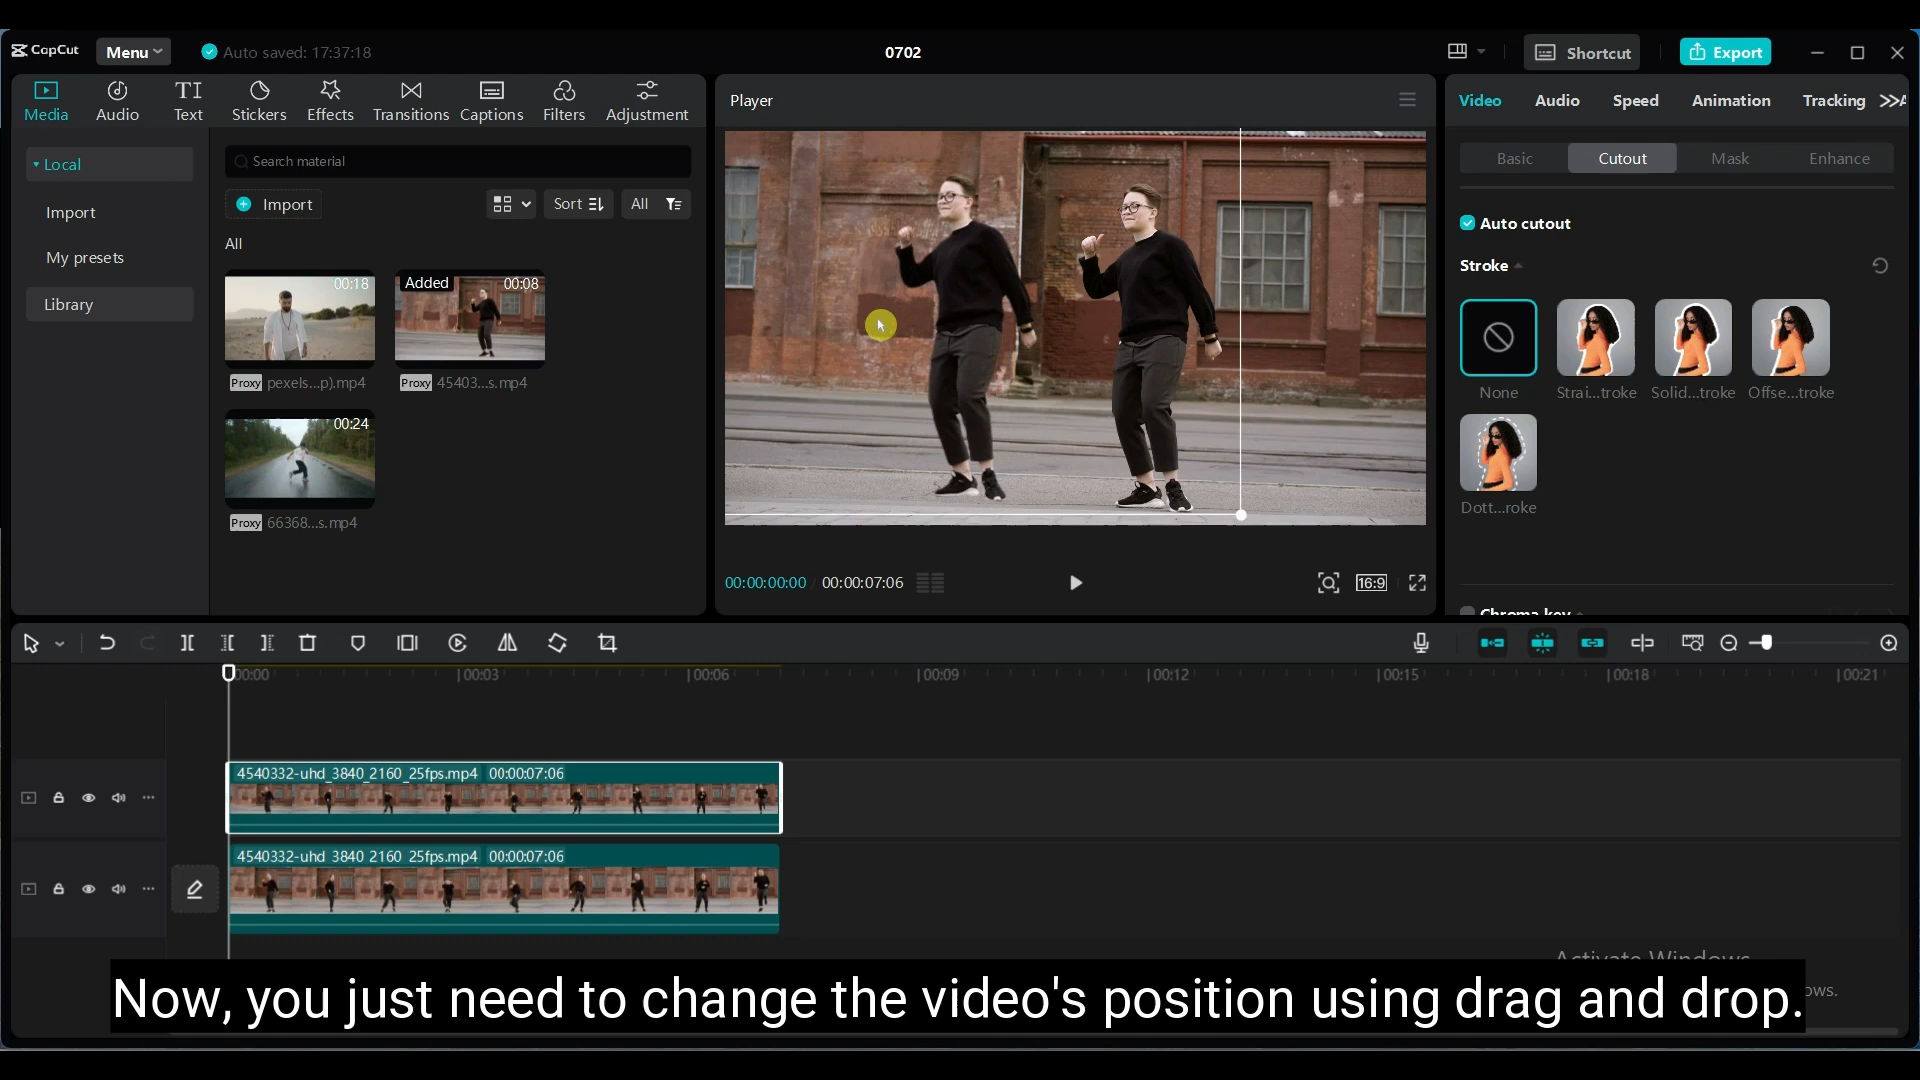 CapCut
Menu
Auto saved: 17:37:18
0702
Shortcut
Export
Media
Audio
Text
Stickers
Effects
Transitions
Captions
Filters
Adjustment
Player
Video
Audio
Speed
Animation
Tracking
Local
Import
My presets
Library
Search material
Import
Sort
All
All
00:18
Added
00:08
Proxy pexels...p).mp4
Proxy 45403...s.mp4
00:24
Proxy 66368...s.mp4
Basic
Cutout
Mask
Enhance
Auto cutout
Stroke
None
Strai...troke
Solid...troke
Offse...troke
Dott...roke
Chroma key
00:00:00:00 / 00:00:07:06
16:9
00:00
00:03
00:06
00:09
00:12
00:15
00:18
00:21
4540332-uhd_3840_2160_25fps.mp4 00:00:07:06
4540332-uhd_3840_2160_25fps.mp4 00:00:07:06
Activate Windows
Now, you just need to change the video's position using drag and drop.